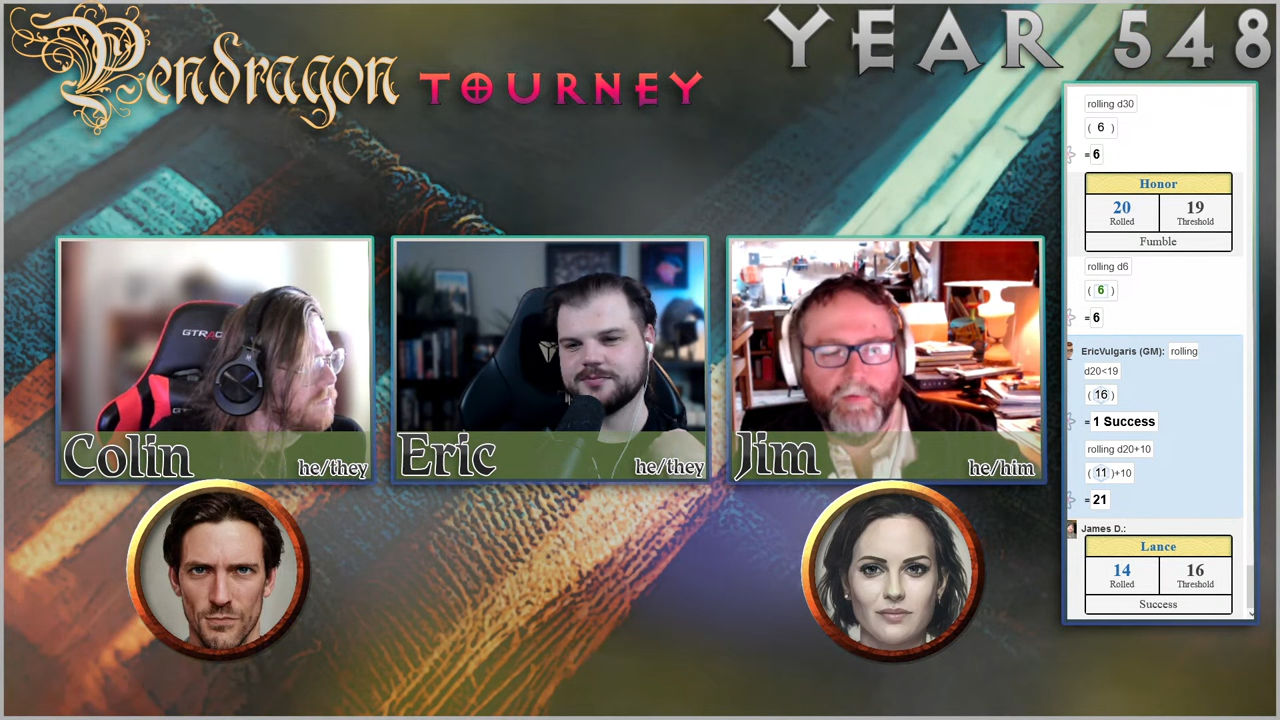 Pendragon
TOURNEY
YEAR 548
rolling d30
( 6 )
= 6
Honor
20 19
Rolled Threshold
Fumble
rolling d6
( 6 )
= 6
EricVulgaris (GM): rolling
d20<19
( 16 )
= 1 Success
rolling d20+10
( 11 )+10
= 21
James D.:
Lance
14 16
Rolled Threshold
Success
GTRAC
GT
Colin he/they
Eric he/they
Jim he/him